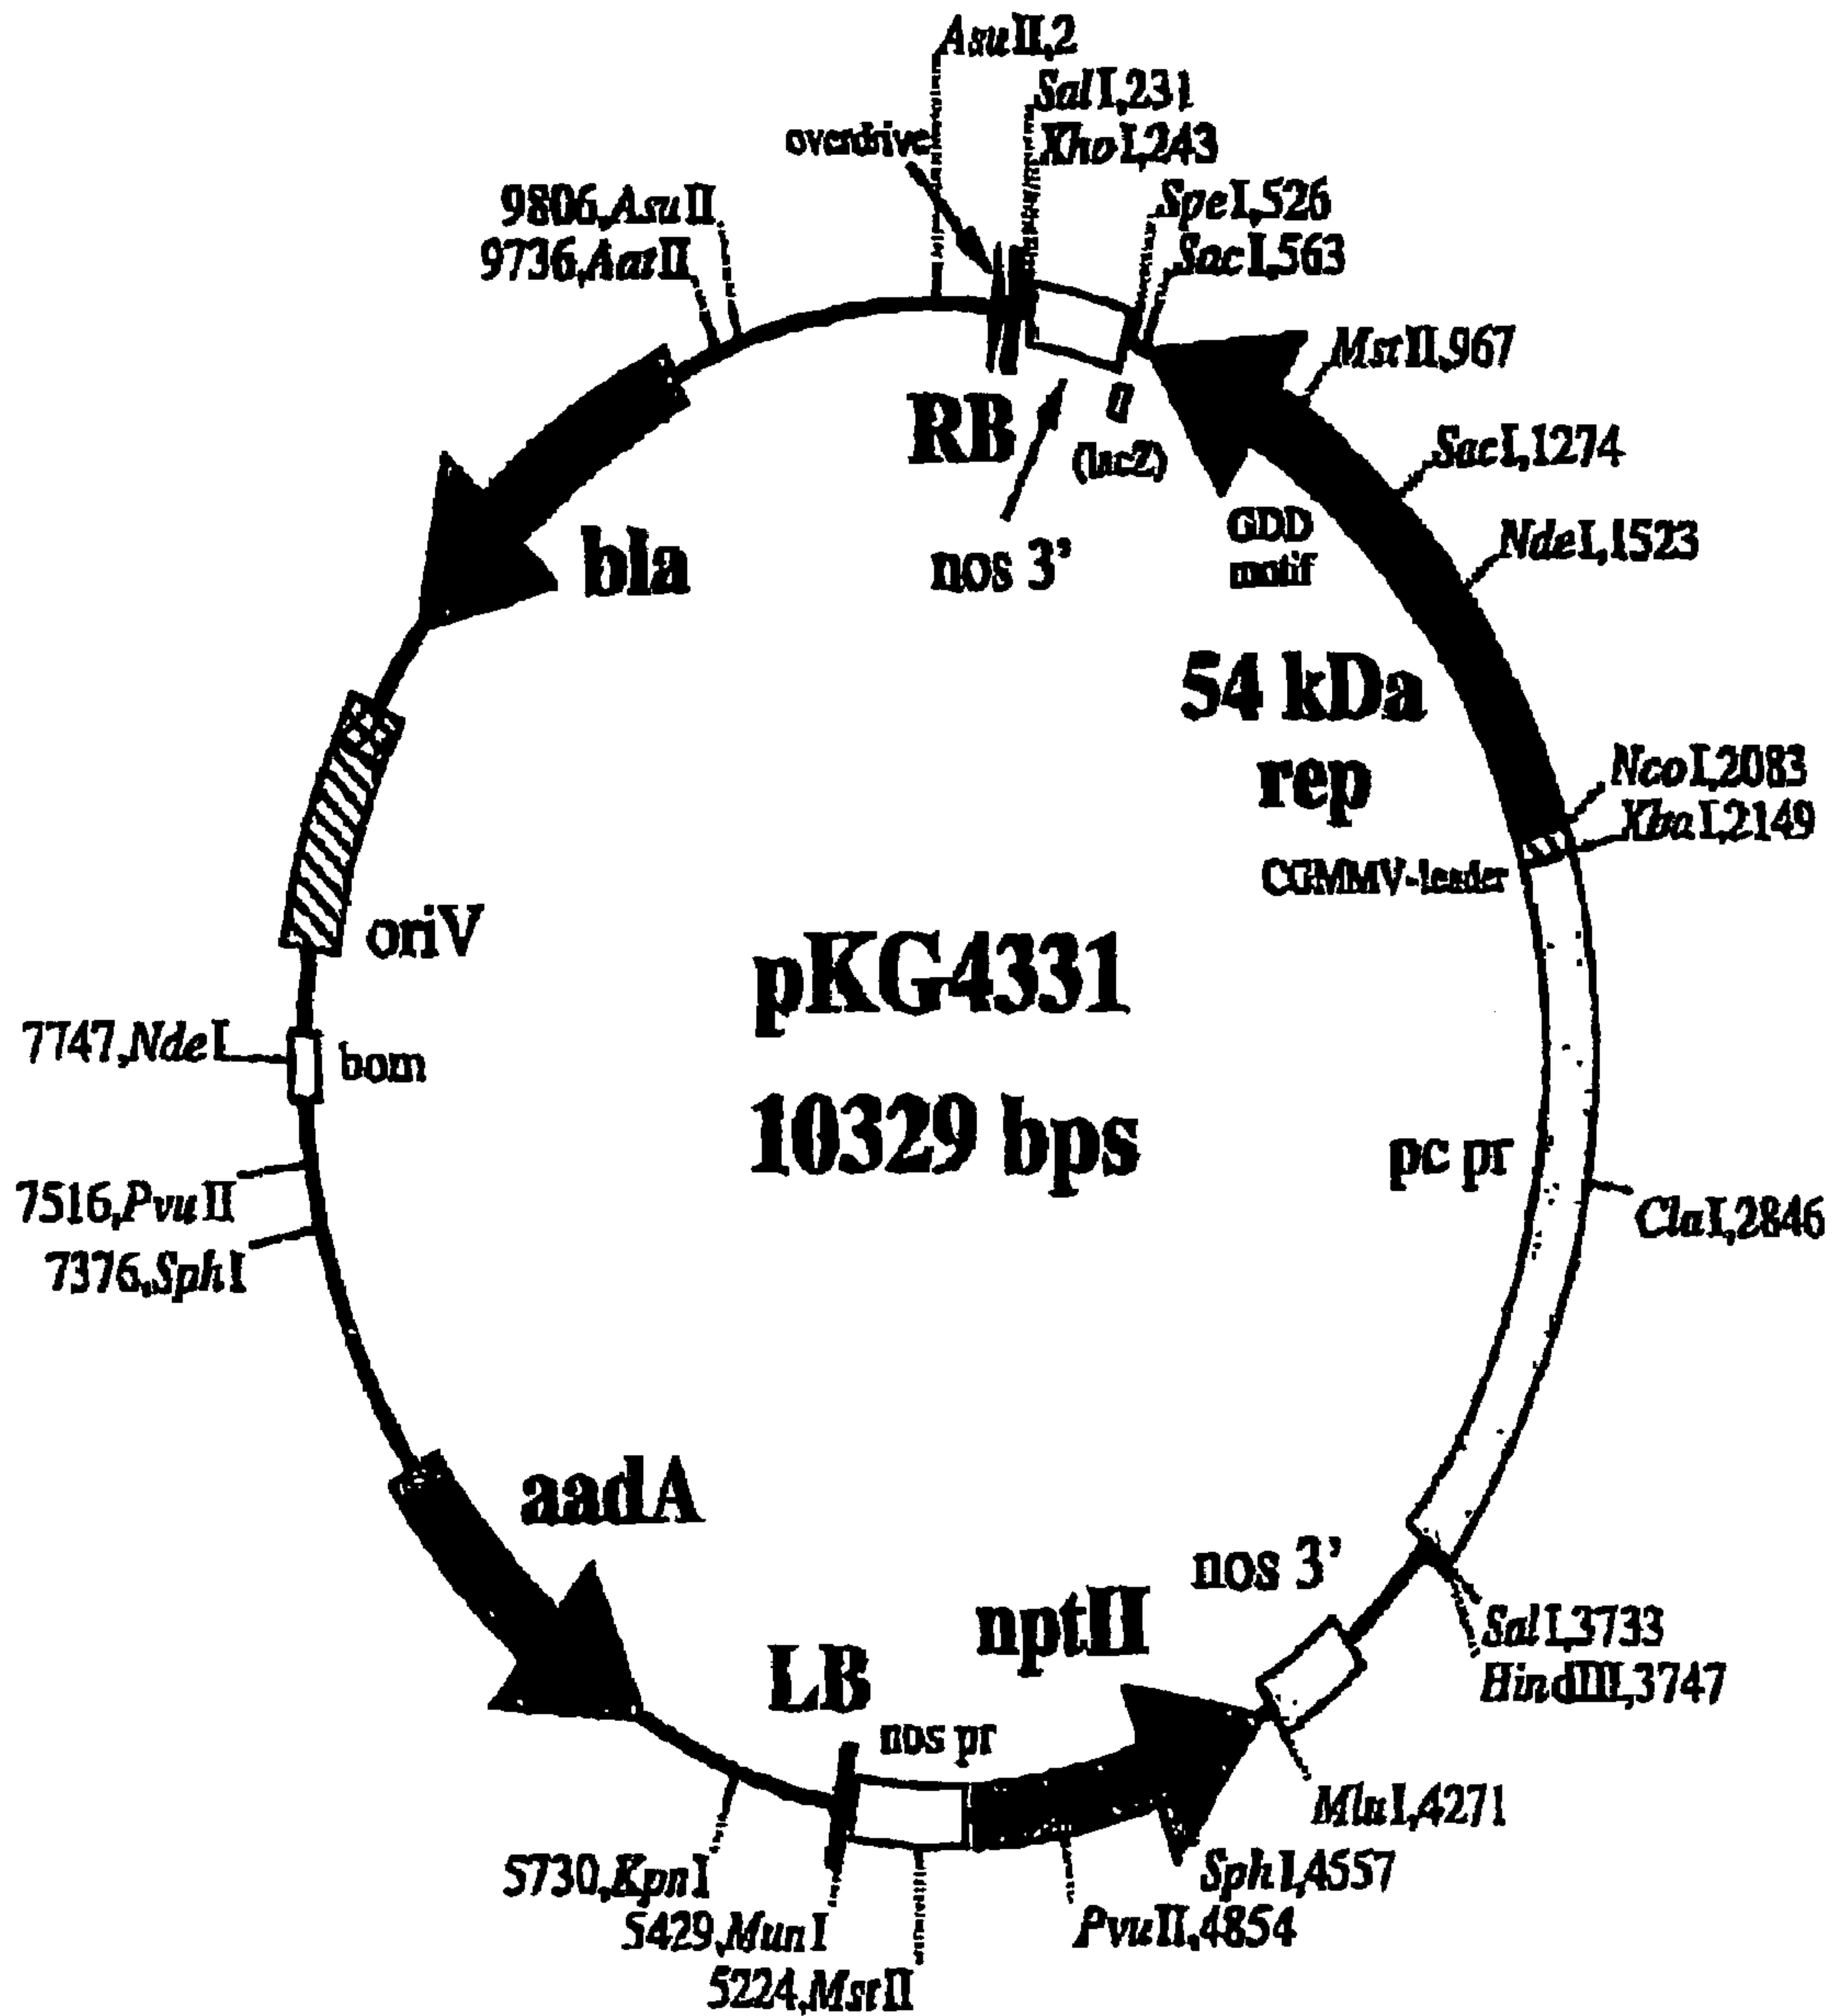 AsuII,2
SalI,231
overdrive
XhoI,243
9806,AsuII
SpeI,526
9736,AatII
SacI,563
MstII,967
RB
(lacZ)
SacI,1274
GDD
motif
NdeI,1523
bla
nos 3'
54 kDa
rep
NcoI,2083
XbaI,2149
CGMMV-leader
oriV
pKG4331
7747,NdeI
bom
10329 bps
pc pr
7516,PvuII
ClaI,2846
7376,SphI
aadA
nos 3'
nptII
SalI,3733
LB
HindIII,3747
nos pr
MluI,4271
5730,KpnI
SphI,4557
5429,MunI
PvuII,4854
5224,MstII